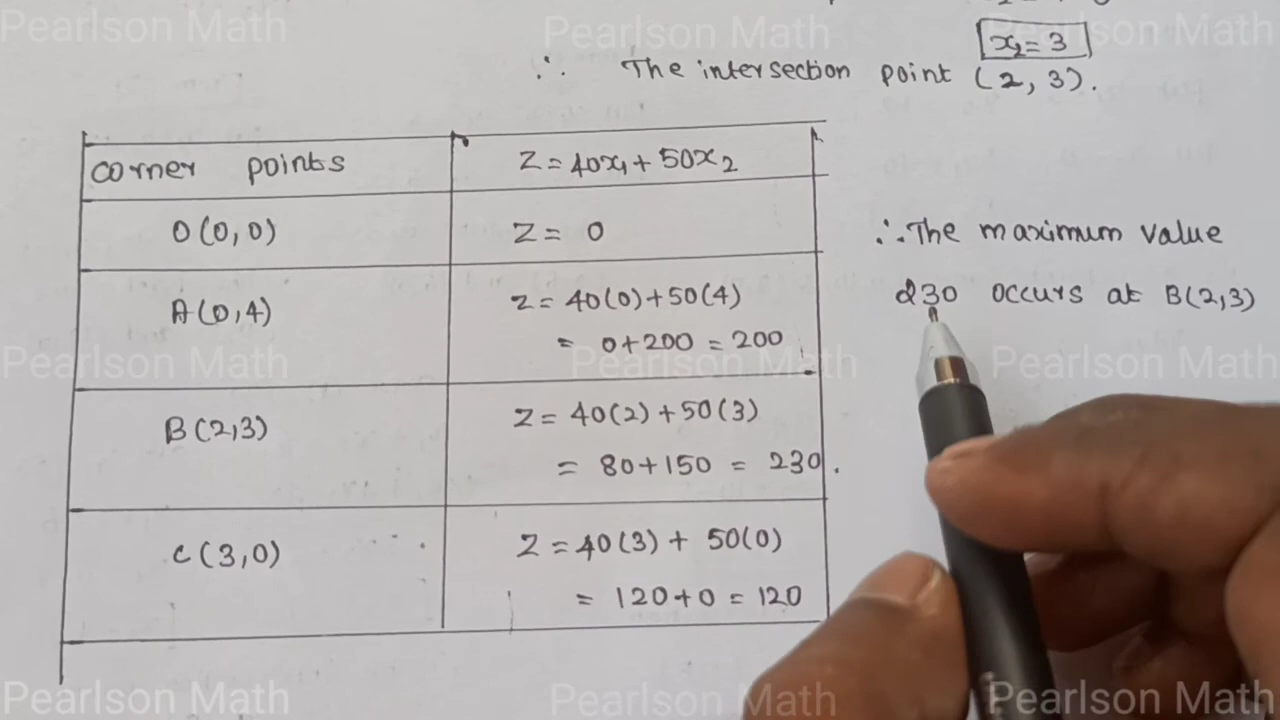 Pearlson Math Pearlson Math Pearlson Math
x2 = 3
∴ The intersection point (2, 3).
corner points Z = 40x1 + 50x2
O(0,0) Z = 0
∴ The maximum value
230 occurs at B(2,3)
A(0,4) Z = 40(0)+50(4)
= 0+200 = 200
Pearlson Math Pearlson Math Pearlson Math
B(2,3) Z = 40(2)+50(3)
= 80+150 = 230.
C(3,0) Z = 40(3) + 50(0)
= 120+0 = 120
Pearlson Math Pearlson Math Pearlson Math